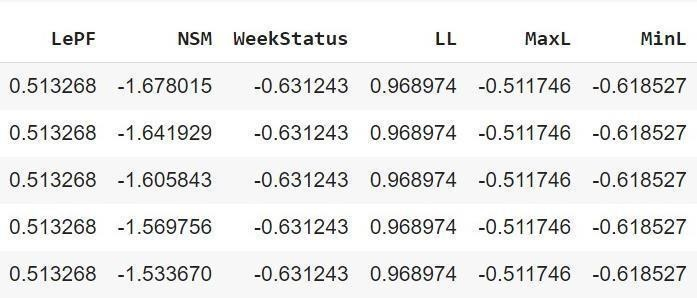 LePF NSM WeekStatus LL MaxL MinL
0.513268 -1.678015 -0.631243 0.968974 -0.511746 -0.618527
0.513268 -1.641929 -0.631243 0.968974 -0.511746 -0.618527
0.513268 -1.605843 -0.631243 0.968974 -0.511746 -0.618527
0.513268 -1.569756 -0.631243 0.968974 -0.511746 -0.618527
0.513268 -1.533670 -0.631243 0.968974 -0.511746 -0.618527